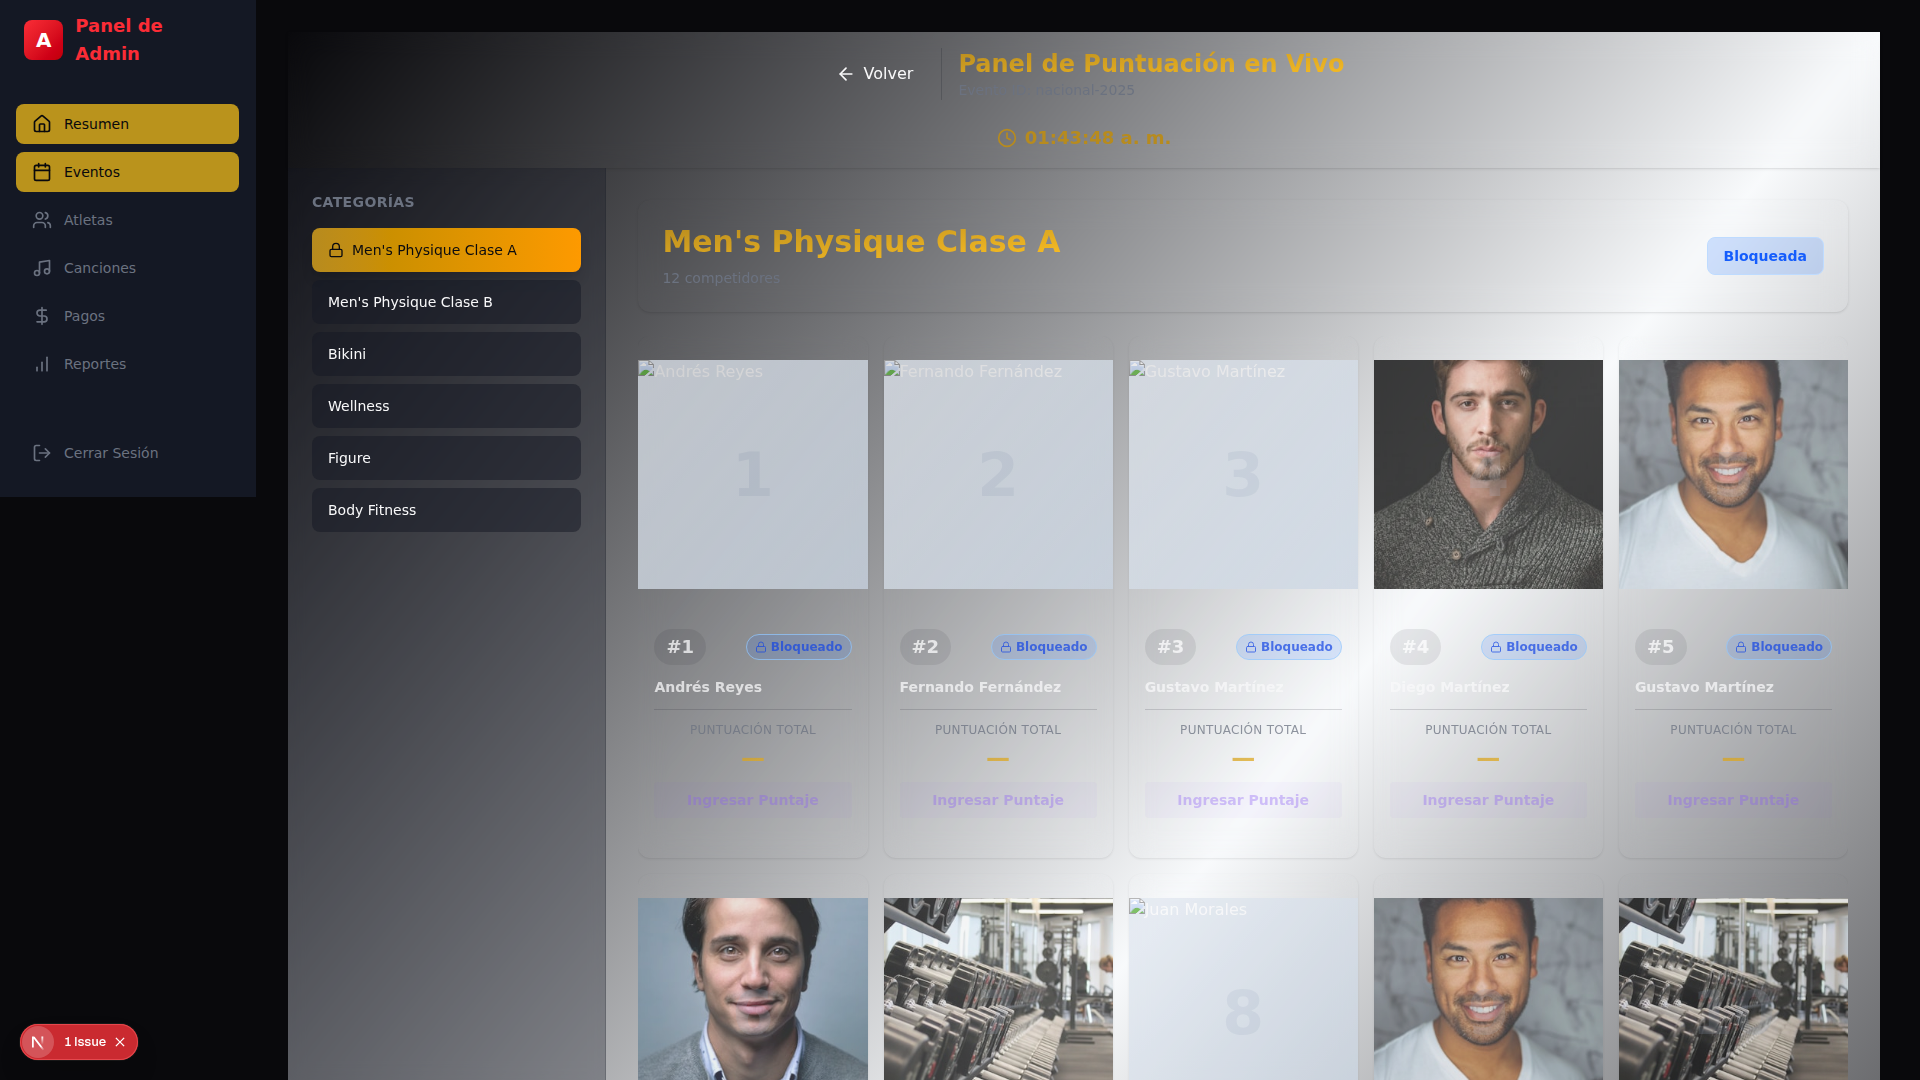 A
Panel de
Admin
Resumen
Eventos
Atletas
Canciones
Pagos
Reportes
Cerrar Sesión
Volver
Panel de Puntuación en Vivo
01:43:48 a. m.
CATEGORÍAS
Men's Physique Clase A
Men's Physique Clase B
Bikini
Wellness
Figure
Body Fitness
Men's Physique Clase A
12 competidores
Bloqueada
Andrés Reyes
1
#1
Bloqueado
Andrés Reyes
PUNTUACIÓN TOTAL
—
Ingresar Puntaje
Fernando Fernández
2
#2
Bloqueado
Fernando Fernández
PUNTUACIÓN TOTAL
—
Ingresar Puntaje
Gustavo Martínez
3
#3
Bloqueado
Gustavo Martínez
PUNTUACIÓN TOTAL
—
Ingresar Puntaje
#4
Bloqueado
Diego Martínez
PUNTUACIÓN TOTAL
—
Ingresar Puntaje
#5
Bloqueado
Gustavo Martínez
PUNTUACIÓN TOTAL
—
Ingresar Puntaje
Juan Morales
8
N
1 Issue